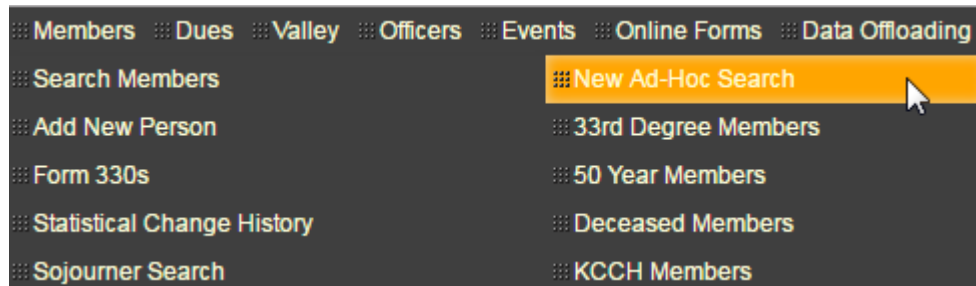 Members Dues Valley Officers Events Online Forms Data Offloading
Search Members
New Ad-Hoc Search
Add New Person
33rd Degree Members
Form 330s
50 Year Members
Statistical Change History
Deceased Members
Sojourner Search
KCCH Members